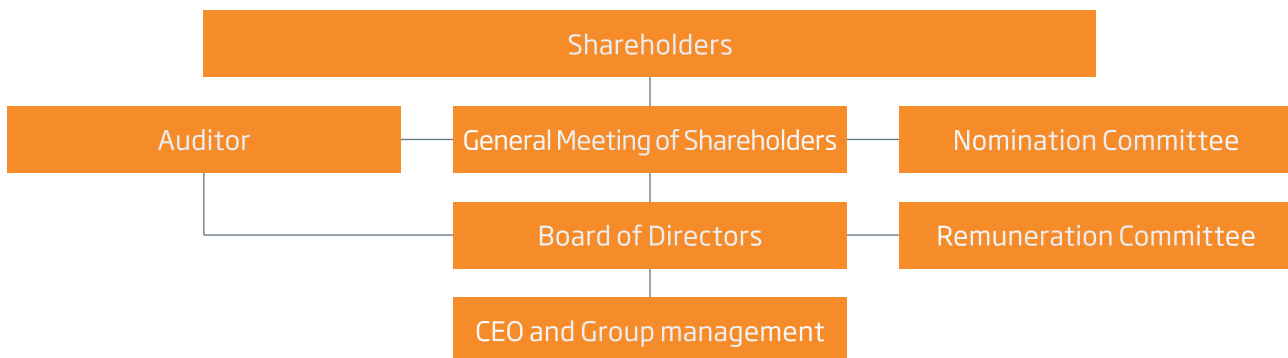 Shareholders
Auditor
General Meeting of Shareholders
Nomination Committee
Board of Directors
Remuneration Committee
CEO and Group management